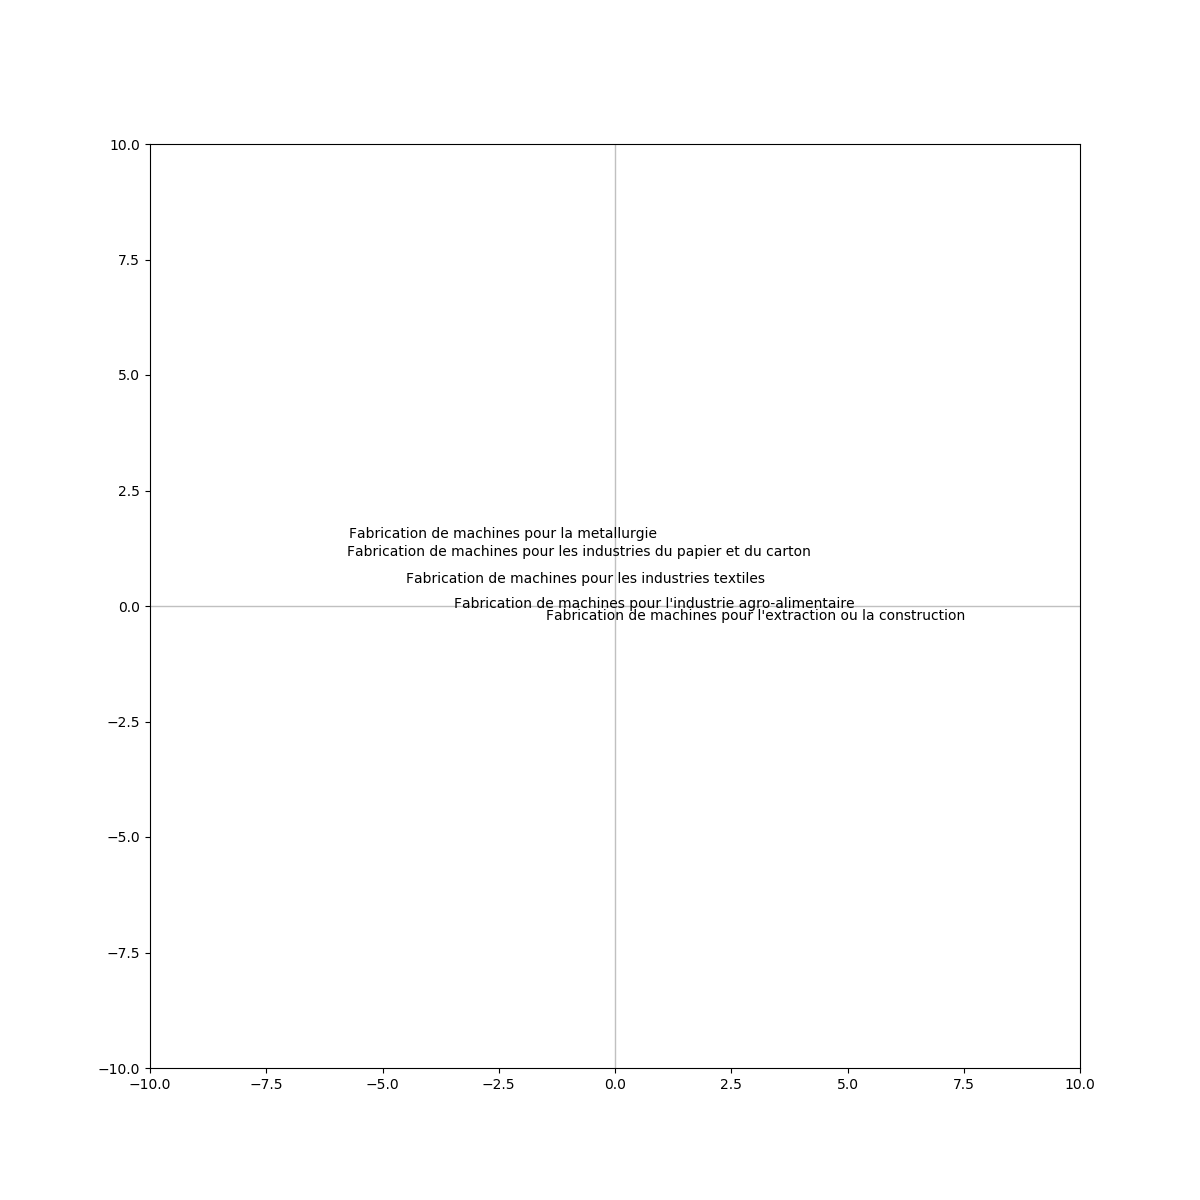 10.0
7.5
5.0
2.5
Fabrication de machines pour la metallurgie
Fabrication de machines pour les industries du papier et du carton
Fabrication de machines pour les industries textiles
Fabrication de machines pour l'industrie agro-alimentaire
0.0
Fabrication de machines pour l'extraction ou la construction
−2.5
−5.0
−7.5
−10.0
−10.0 −7.5 −5.0 −2.5 0.0 2.5 5.0 7.5 10.0